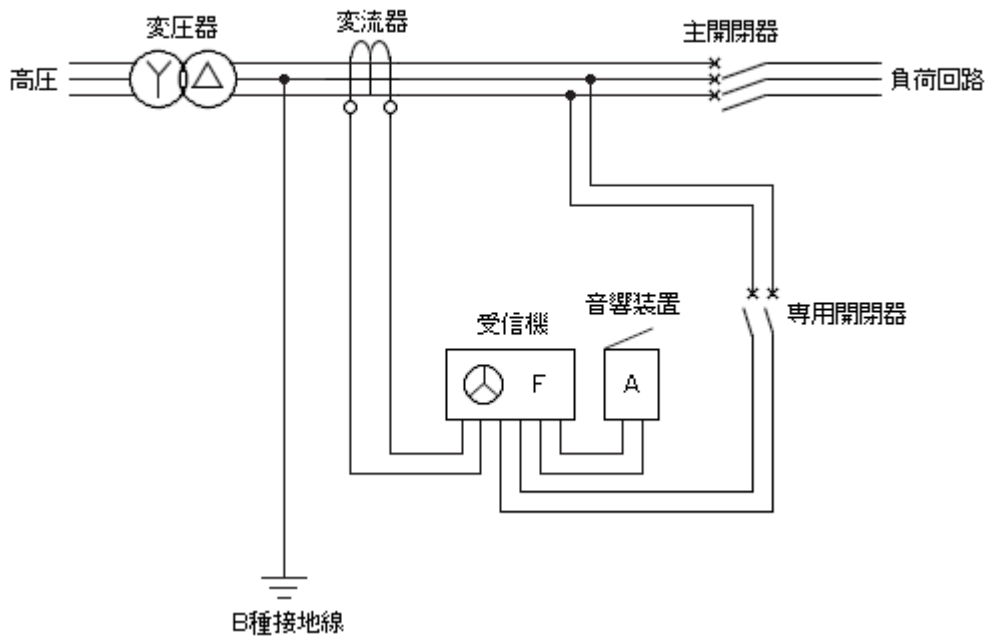 変圧器
変流器
主開閉器
高圧
負荷回路
音響装置
専用開閉器
受信機
F
A
B種接地線